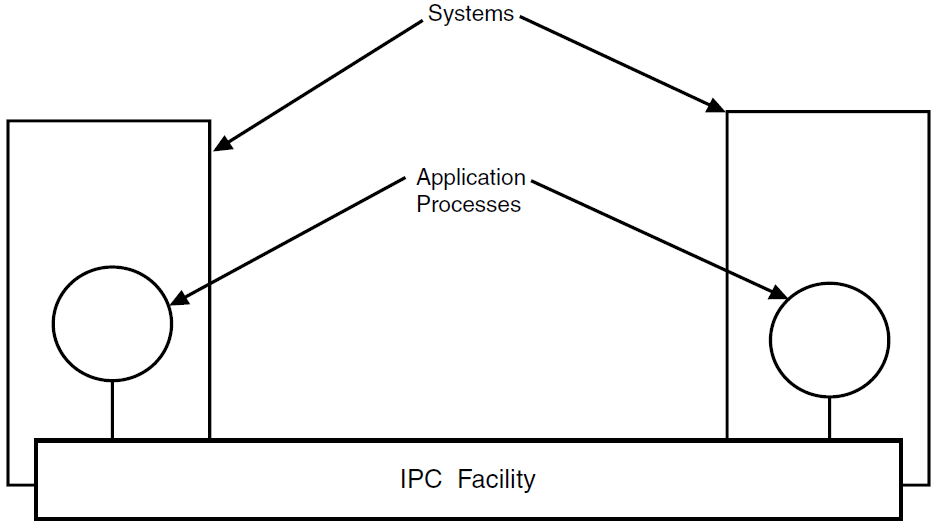 Systems
Application
Processes
IPC Facility